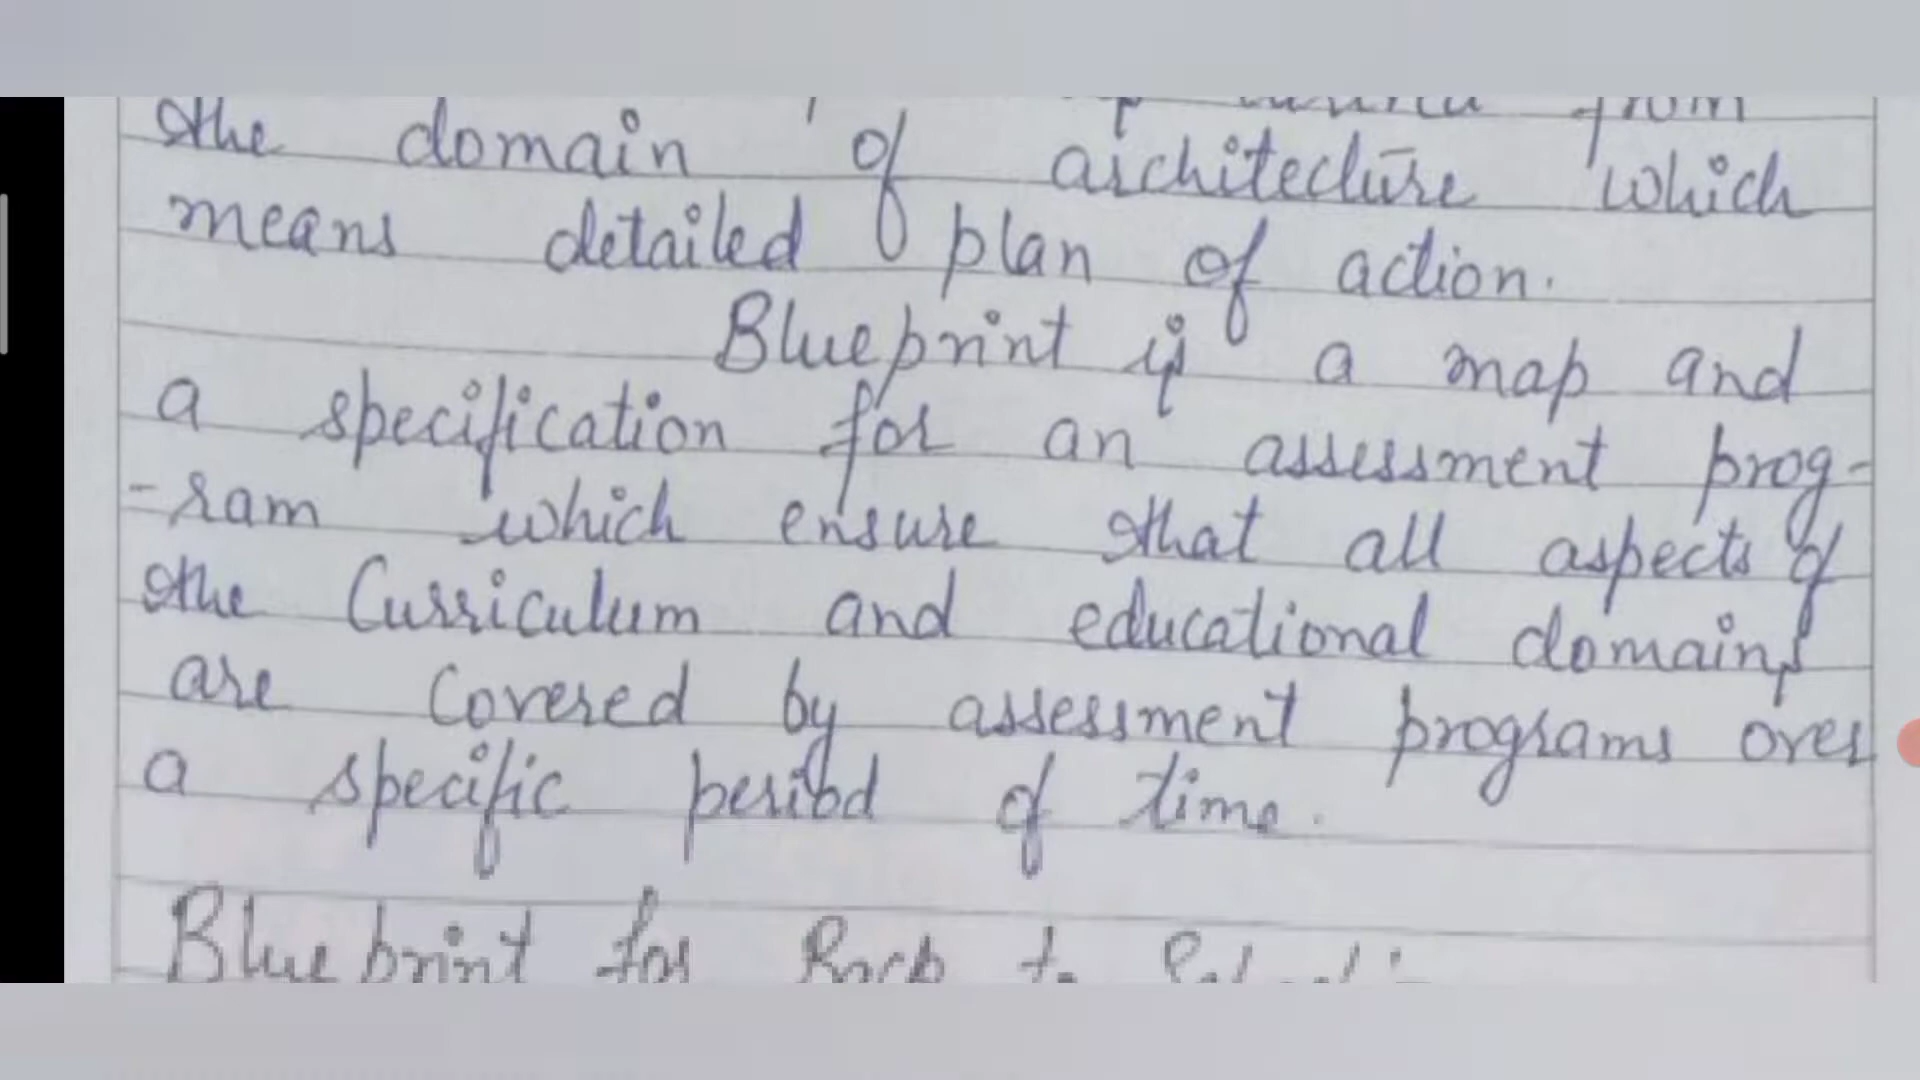 from
the domain of architecture which
means detailed plan of action.
Blueprint is a map and
a specification for an assessment prog-
-ram which ensure that all aspects of
the Curriculum and educational domains
are Covered by assessment programs over
a specific period of time.
Blueprint for